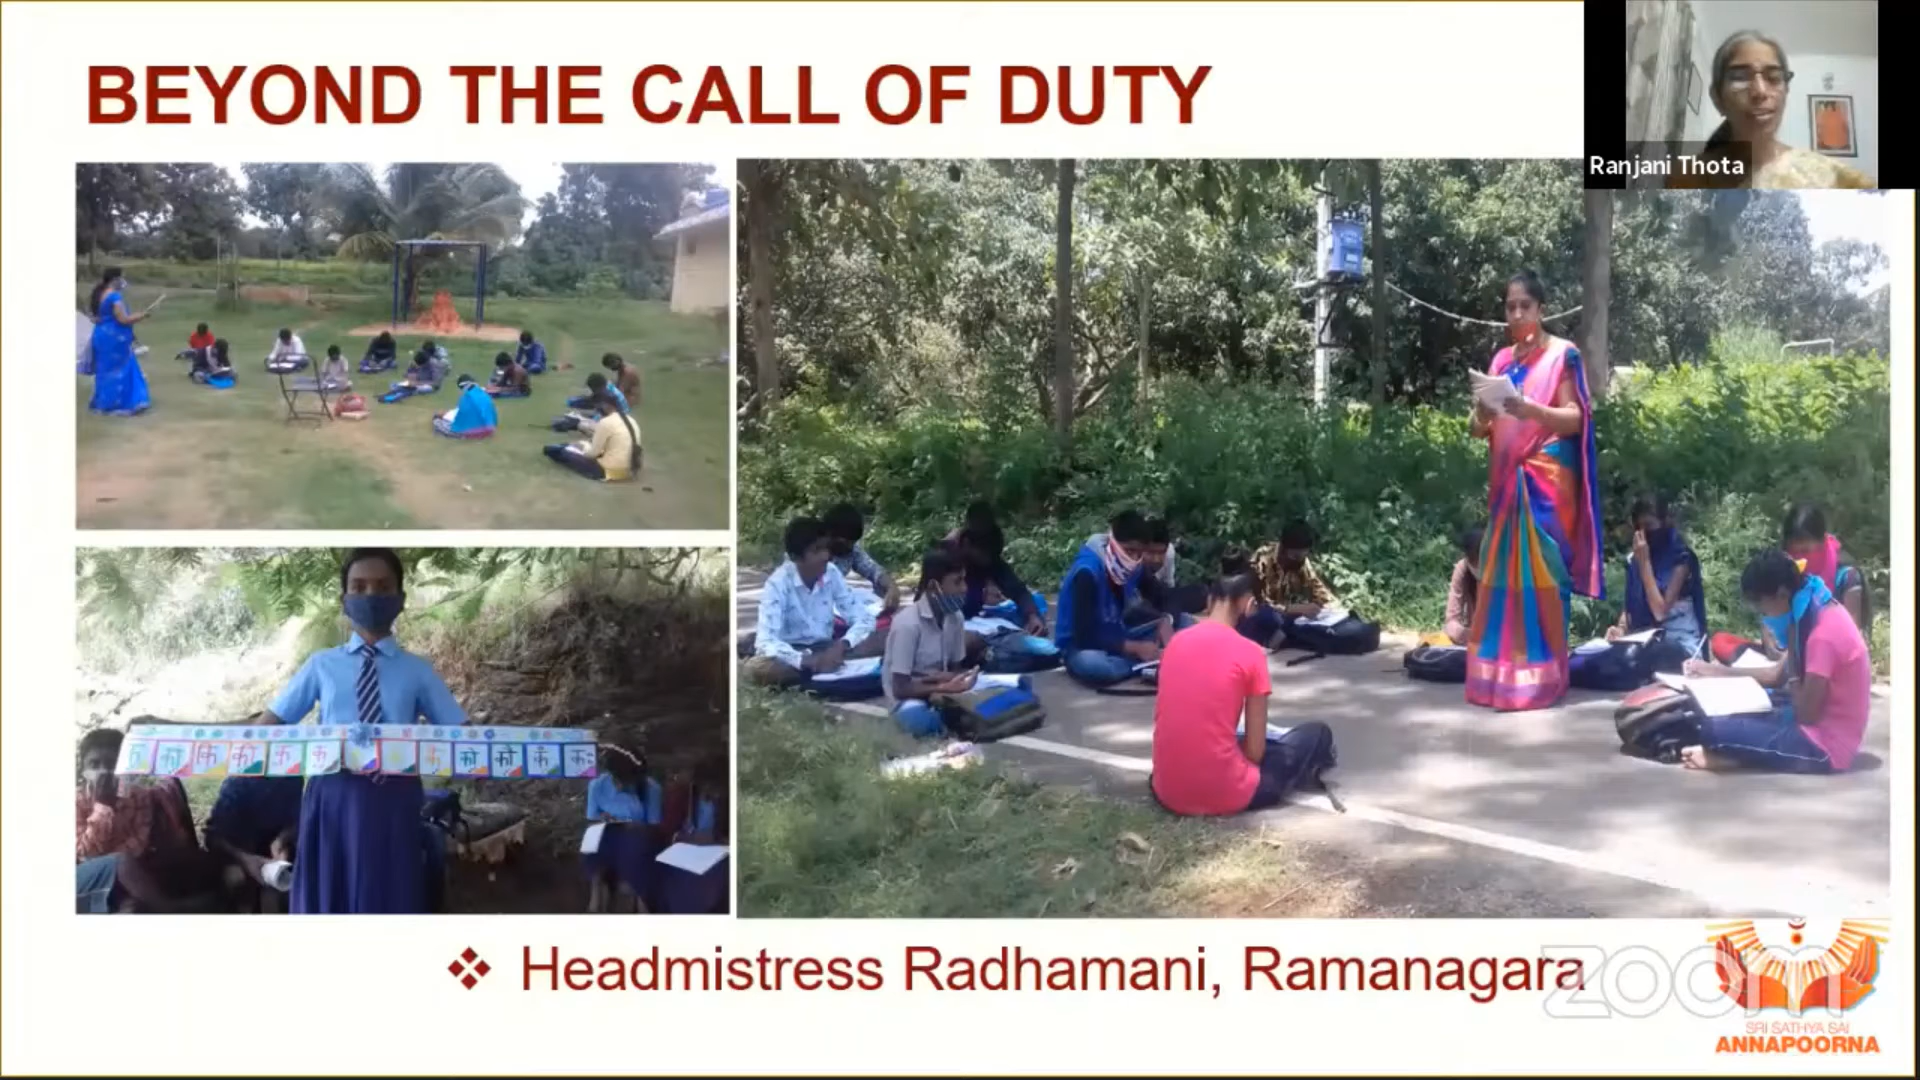 BEYOND THE CALL OF DUTY
Ranjani Thota
का कि की कु कू के कै को कौ कं कः
❖ Headmistress Radhamani, Ramanagara
zoom
SRI SATHYA SAI
ANNAPOORNA